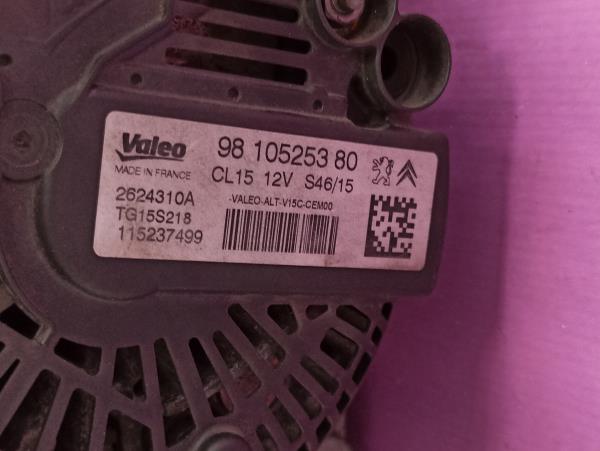 Valeo
MADE IN FRANCE
98 105253 80
CL15 12V S46/15
2624310A
TG15S218
115237499
-VALEO-ALT-V15C-CEM00